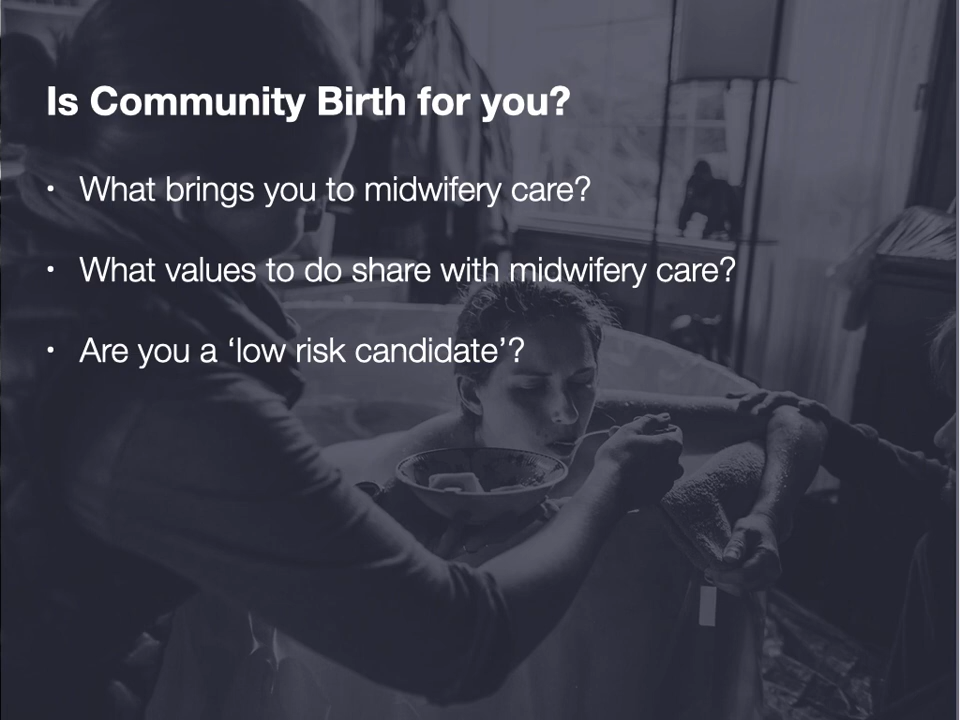 Is Community Birth for you?
• What brings you to midwifery care?
• What values to do share with midwifery care?
• Are you a ‘low risk candidate’?